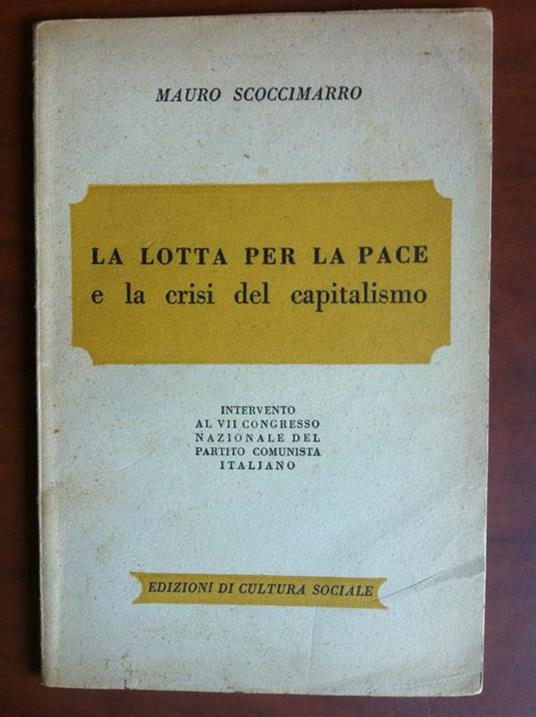 MAURO SCOCCIMARRO
LA LOTTA PER LA PACE
e la crisi del capitalismo
INTERVENTO
AL VII CONGRESSO
NAZIONALE DEL
PARTITO COMUNISTA
ITALIANO
EDIZIONI DI CULTURA SOCIALE